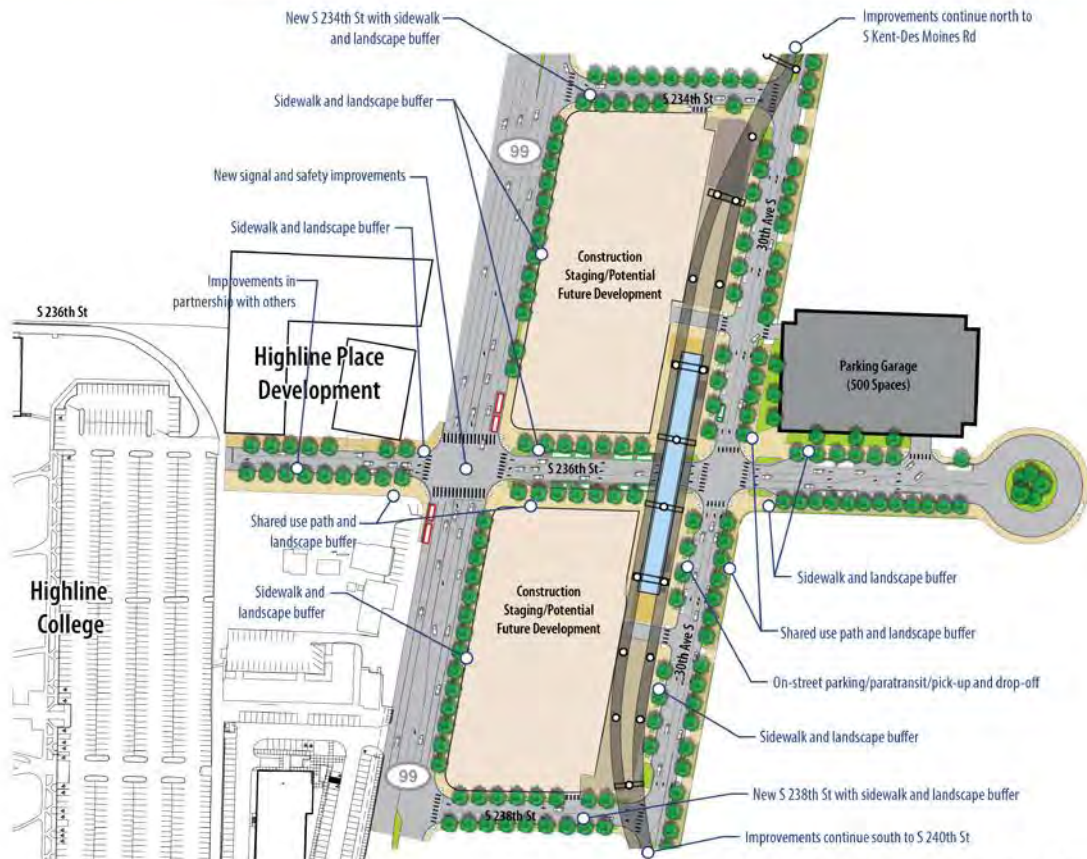 New S 234th St with sidewalk
and landscape buffer
Improvements continue north to
S Kent-Des Moines Rd
Sidewalk and landscape buffer
S 234th St
99
New signal and safety improvements
30th Ave S
Sidewalk and landscape buffer
Construction
Staging/Potential
Future Development
Improvements in
partnership with others
S 236th St
Highline Place
Development
Parking Garage
(500 Spaces)
S 236th St
Shared use path and
landscape buffer
Highline
College
Sidewalk and
landscape buffer
Construction
Staging/Potential
Future Development
Sidewalk and landscape buffer
Shared use path and landscape buffer
30th Ave S
On-street parking/paratransit/pick-up and drop-off
Sidewalk and landscape buffer
99
New S 238th St with sidewalk and landscape buffer
S 238th St
Improvements continue south to S 240th St